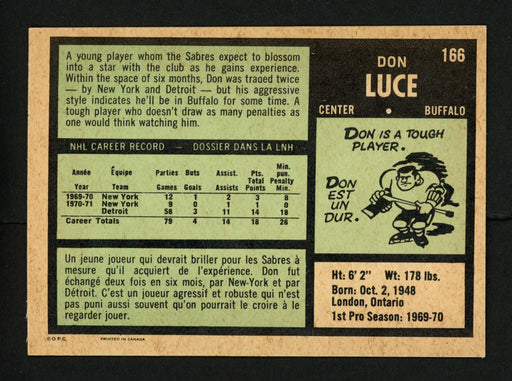 A young player whom the Sabres expect to blossom
into a star with the club as he gains experience.
Within the space of six months, Don was traded twice
— by New York and Detroit — but his aggressive
style indicates he'll be in Buffalo for some time. A
tough player who doesn't draw as many penalties as
one would think watching him.
NHL CAREER RECORD — DOSSIER DANS LA LNH
Année Équipe Parties Buts Assist. Pts. Min. pun.
Year Team Games Goals Assists Total Points Penalty Min.
1969-70 New York 12 1 2 3 8
1970-71 New York 9 0 1 1 0
Detroit 58 3 11 14 18
Career Totals 79 4 14 18 26
Un jeune joueur qui devrait briller pour les Sabres à
mesure qu'il acquiert de l'expérience. Don fut
échangé deux fois en six mois, par New-York et par
Détroit. C'est un joueur agressif et robuste qui n'est
pas puni aussi souvent qu'on pourrait le croire à le
regarder jouer.
© O.P.C. PRINTED IN CANADA
166
DON
LUCE
CENTER • BUFFALO
DON IS A TOUGH
PLAYER.
DON
EST
UN
DUR.
Ht: 6' 2" Wt: 178 lbs.
Born: Oct. 2, 1948
London, Ontario
1st Pro Season: 1969-70